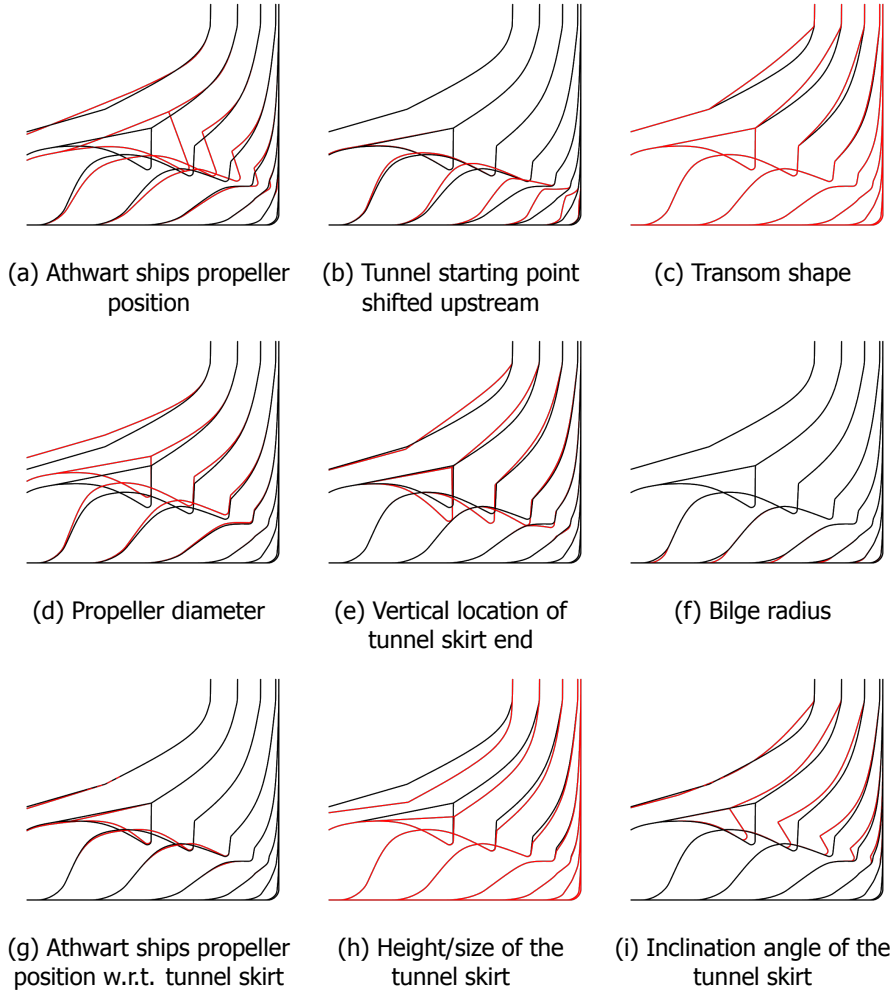 (a) Athwart ships propeller
position
(b) Tunnel starting point
shifted upstream
(c) Transom shape
(d) Propeller diameter
(e) Vertical location of
tunnel skirt end
(f) Bilge radius
(g) Athwart ships propeller
position w.r.t. tunnel skirt
(h) Height/size of the
tunnel skirt
(i) Inclination angle of the
tunnel skirt